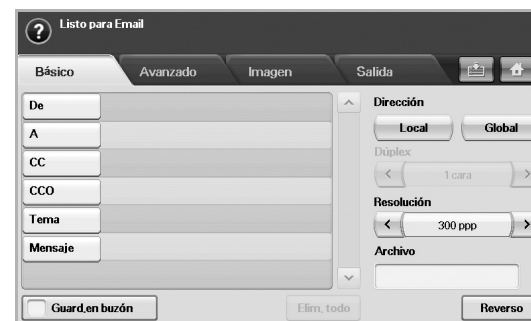 ?
Listo para Email
Básico Avanzado Imagen Salida
De
A
CC
CCO
Tema
Mensaje
Guard,en buzón
Elim, todo
Dirección
Local Global
Dúplex
< 1 cara >
Resolución
< 300 ppp >
Archivo
Reverso